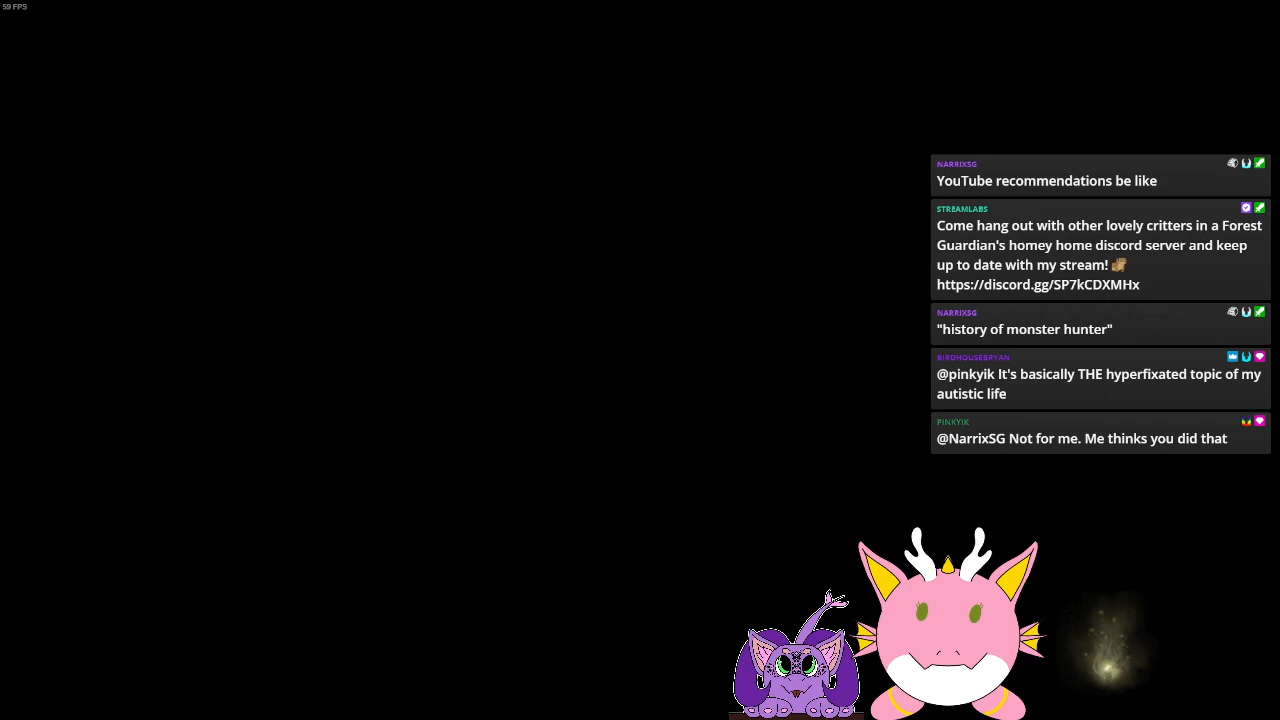 59 FPS
NARRIXSG
YouTube recommendations be like
STREAMLABS
Come hang out with other lovely critters in a Forest
Guardian's homey home discord server and keep
up to date with my stream!
https://discord.gg/SP7kCDXMHx
NARRIXSG
"history of monster hunter"
BIRDHOUSEBRYAN
@pinkyik It's basically THE hyperfixated topic of my
autistic life
PINKYIK
@NarrixSG Not for me. Me thinks you did that